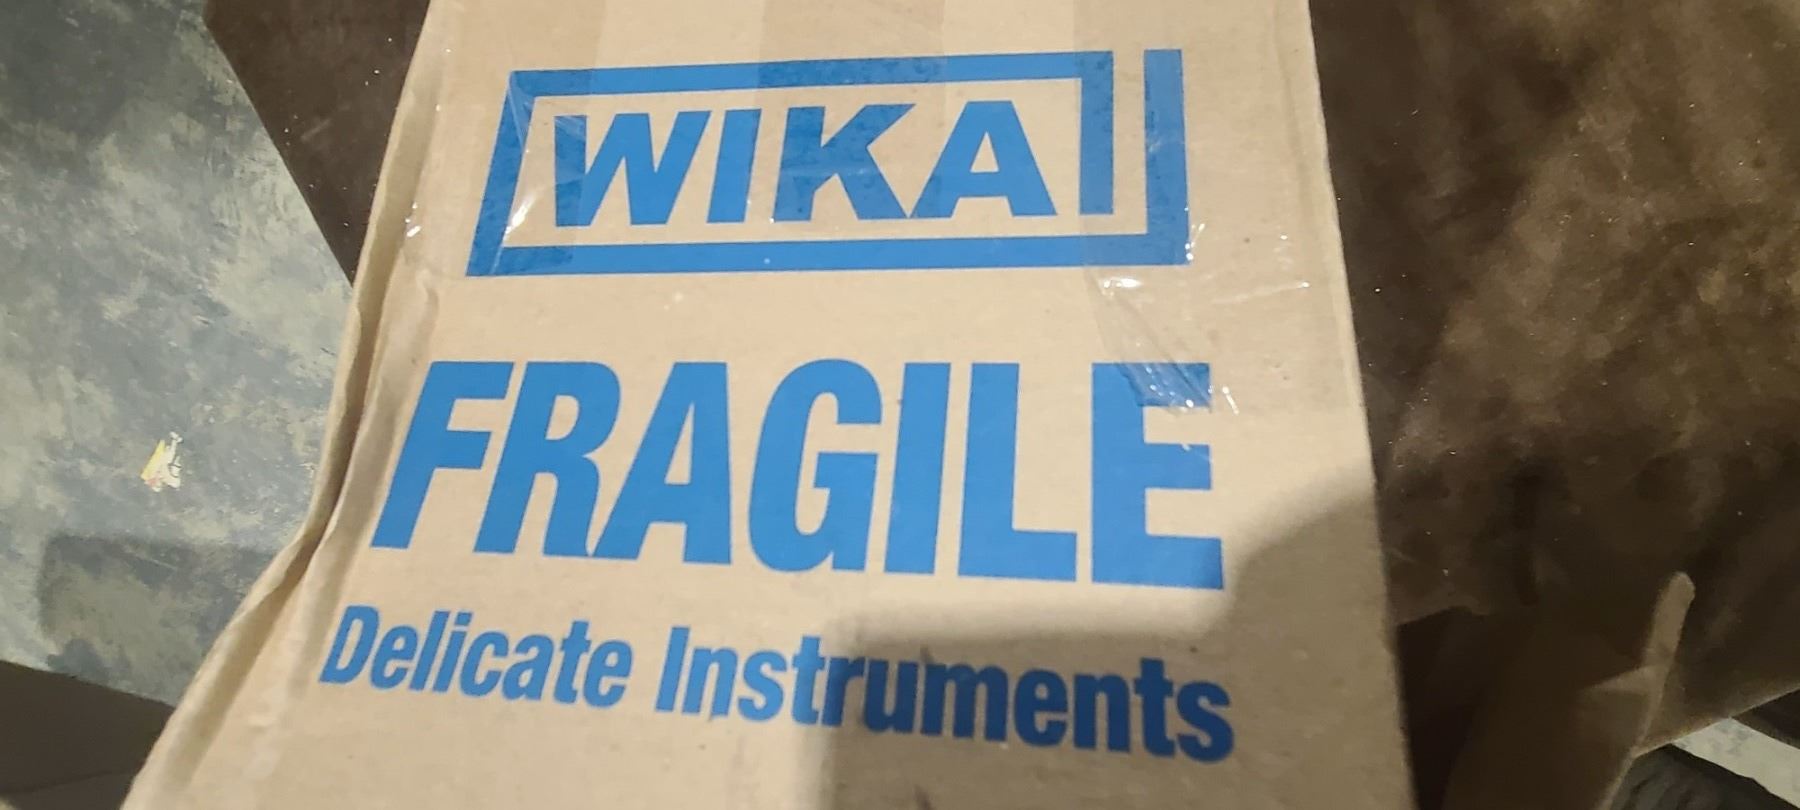 WIKA
FRAGILE
Delicate Instruments